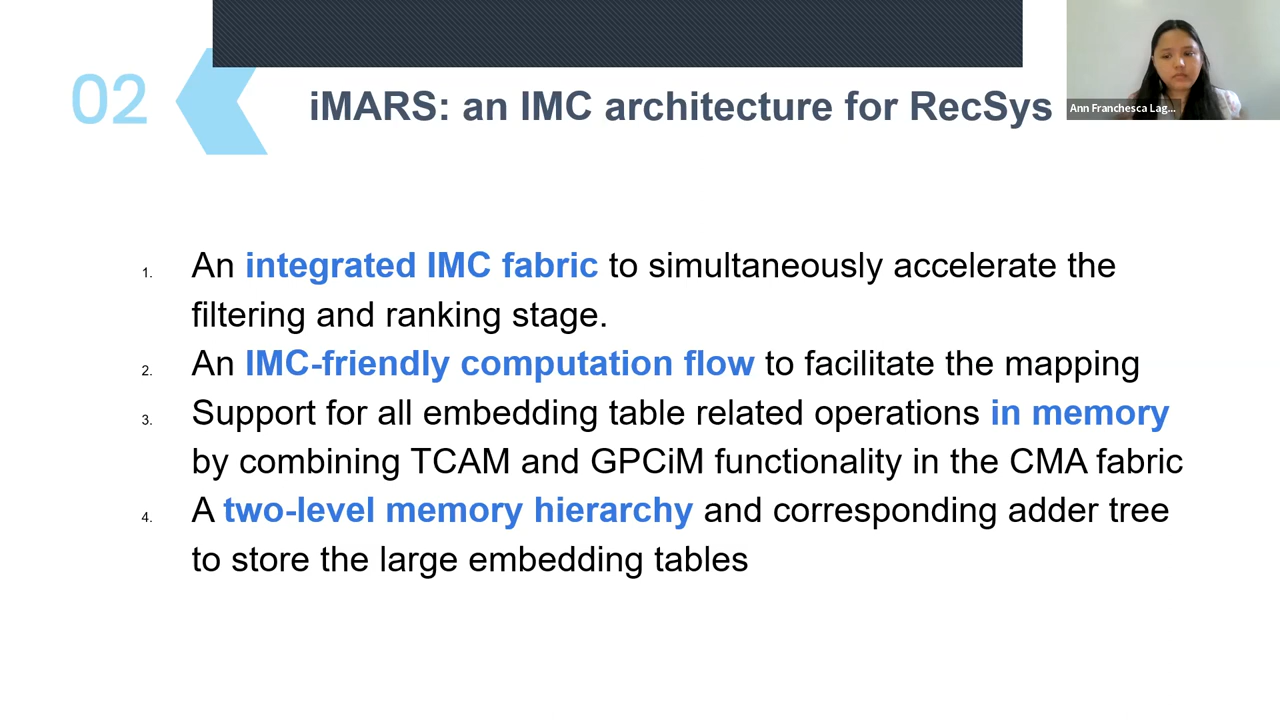 02
iMARS: an IMC architecture for RecSys
Ann Franchesca Lag...
1. An integrated IMC fabric to simultaneously accelerate the
filtering and ranking stage.
2. An IMC-friendly computation flow to facilitate the mapping
3. Support for all embedding table related operations in memory
by combining TCAM and GPCiM functionality in the CMA fabric
4. A two-level memory hierarchy and corresponding adder tree
to store the large embedding tables